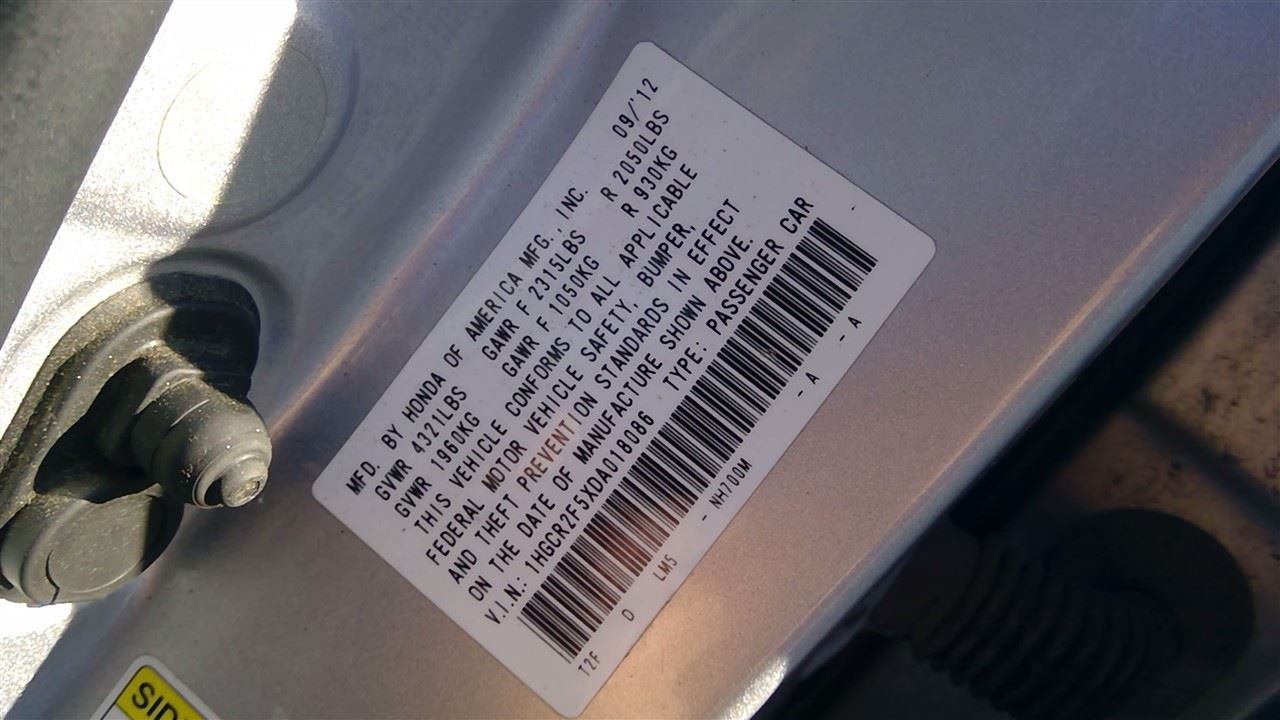 MFD. BY HONDA OF AMERICA MFG., INC. 09/'12
GVWR 4321LBS GAWR F 2315LBS R 2050LBS
GVWR 1960KG GAWR F 1050KG R 930KG
THIS VEHICLE CONFORMS TO ALL APPLICABLE
FEDERAL MOTOR VEHICLE SAFETY, BUMPER,
AND THEFT PREVENTION STANDARDS IN EFFECT
ON THE DATE OF MANUFACTURE SHOWN ABOVE.
V.I.N.: 1HGCR2F5XDA018086 TYPE: PASSENGER CAR
T2F D LM5 - NH700M - A - A -
SID